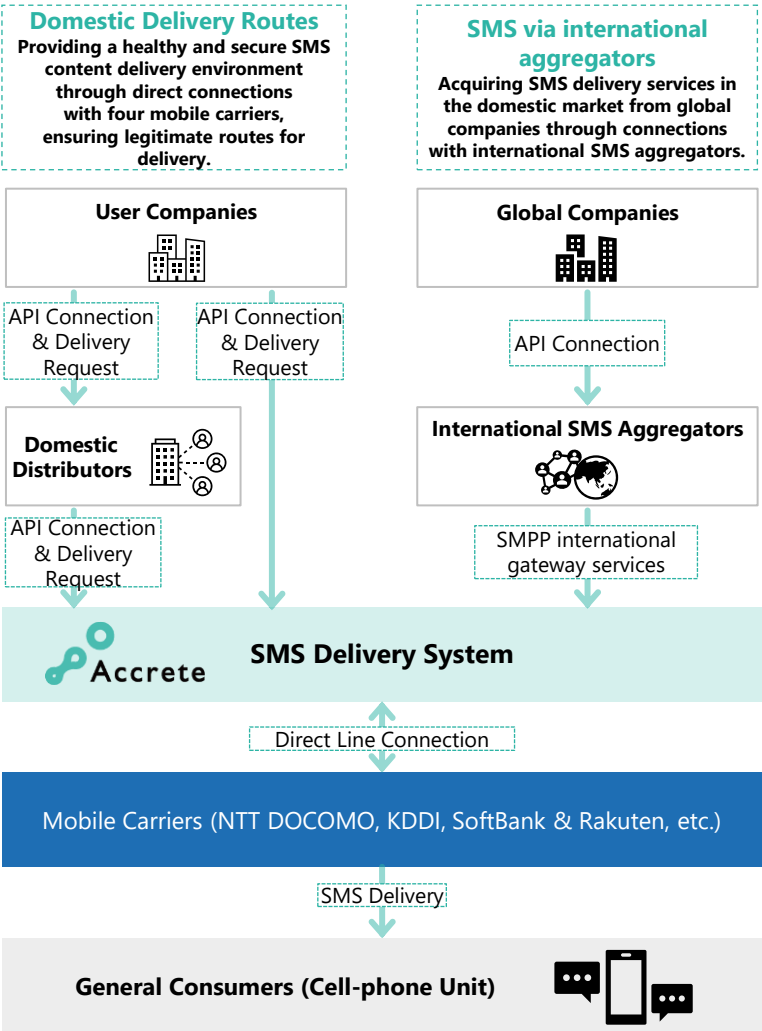 Domestic Delivery Routes
Providing a healthy and secure SMS
content delivery environment
through direct connections
with four mobile carriers,
ensuring legitimate routes for
delivery.
SMS via international
aggregators
Acquiring SMS delivery services in
the domestic market from global
companies through connections
with international SMS aggregators.
User Companies
Global Companies
API Connection
& Delivery
Request
API Connection
& Delivery
Request
API Connection
Domestic
Distributors
International SMS Aggregators
API Connection
& Delivery
Request
SMPP international
gateway services
Accrete
SMS Delivery System
Direct Line Connection
Mobile Carriers (NTT DOCOMO, KDDI, SoftBank & Rakuten, etc.)
SMS Delivery
General Consumers (Cell-phone Unit)